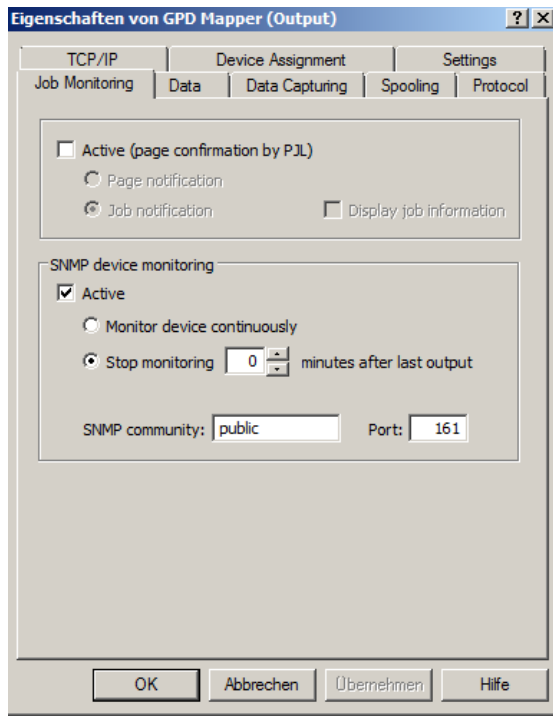 Eigenschaften von GPD Mapper (Output)
TCP/IP Device Assignment Settings
Job Monitoring Data Data Capturing Spooling Protocol
Active (page confirmation by PJL)
Page notification
Job notification Display job information
SNMP device monitoring
Active
Monitor device continuously
Stop monitoring 0 minutes after last output
SNMP community: public Port: 161
OK Abbrechen Übernehmen Hilfe